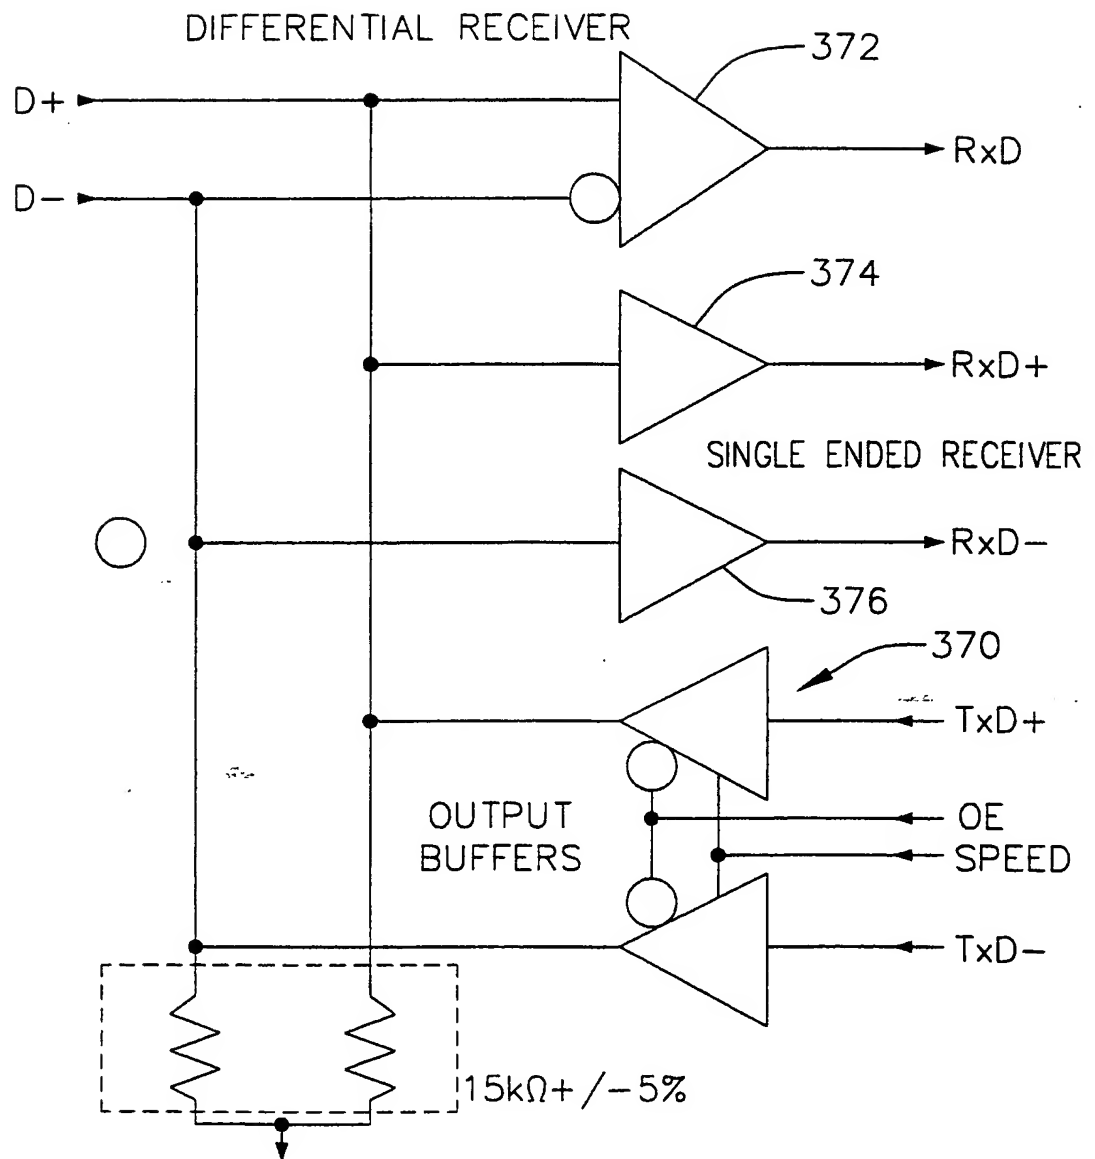 DIFFERENTIAL RECEIVER
372
D+
RxD
D-
374
RxD+
SINGLE ENDED RECEIVER
RxD-
376
370
TxD+
OUTPUT
BUFFERS
OE
SPEED
TxD-
15kΩ+/-5%